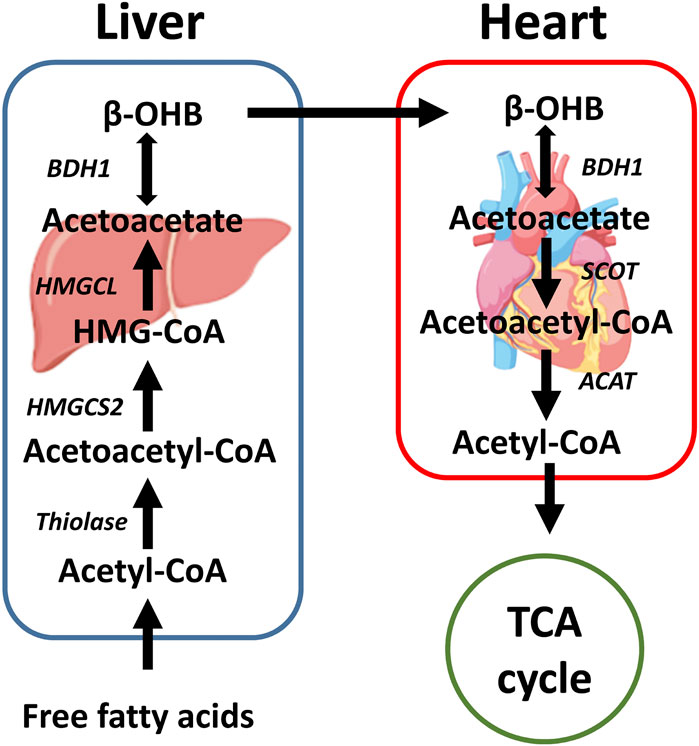 Liver
β-OHB
BDH1
Acetoacetate
HMGCL
HMG-CoA
HMGCS2
Acetoacetyl-CoA
Thiolase
Acetyl-CoA
Free fatty acids
Heart
β-OHB
BDH1
Acetoacetate
SCOT
Acetoacetyl-CoA
ACAT
Acetyl-CoA
TCA
cycle